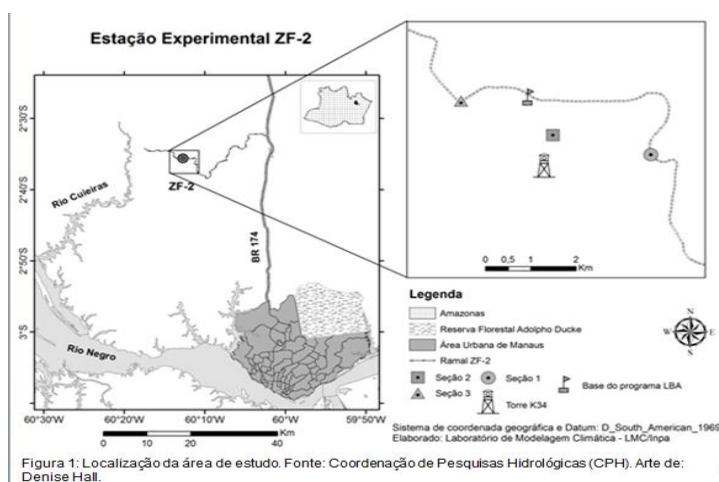 Estação Experimental ZF-2
2°30'S
2°40'S
2°50'S
3°S
Rio Cuieiras
ZF-2
BR 174
Rio Negro
60°30'W 60°20'W 60°10'W 60°W 59°50'W
0 10 20 40
Km
0 0,5 1 2
Km
Legenda
Amazonas
Reserva Florestal Adolpho Ducke
Área Urbana de Manaus
Ramal ZF-2
Seção 2 Seção 1
Seção 3
Torre K34
Base do programa LBA
N
W E
S
Sistema de coordenada geográfica e Datum: D_South_American_1969
Elaborado: Laboratório de Modelagem Climática - LMC/Inpa
Figura 1: Localização da área de estudo. Fonte: Coordenação de Pesquisas Hidrológicas (CPH). Arte de:
Denise Hall.